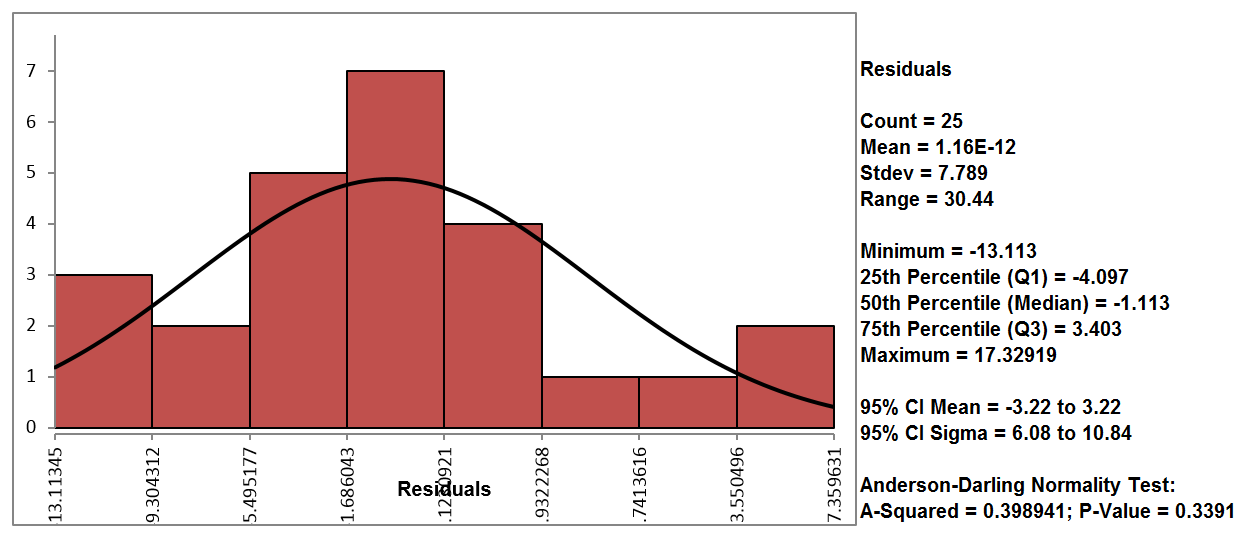 7
6
5
4
3
2
1
0
13.11345
9.304312
5.495177
1.686043
.9322268
.7413616
3.550496
7.359631
Residuals
Residuals
Count = 25
Mean = 1.16E-12
Stdev = 7.789
Range = 30.44
Minimum = -13.113
25th Percentile (Q1) = -4.097
50th Percentile (Median) = -1.113
75th Percentile (Q3) = 3.403
Maximum = 17.32919
95% CI Mean = -3.22 to 3.22
95% CI Sigma = 6.08 to 10.84
Anderson-Darling Normality Test:
A-Squared = 0.398941; P-Value = 0.3391